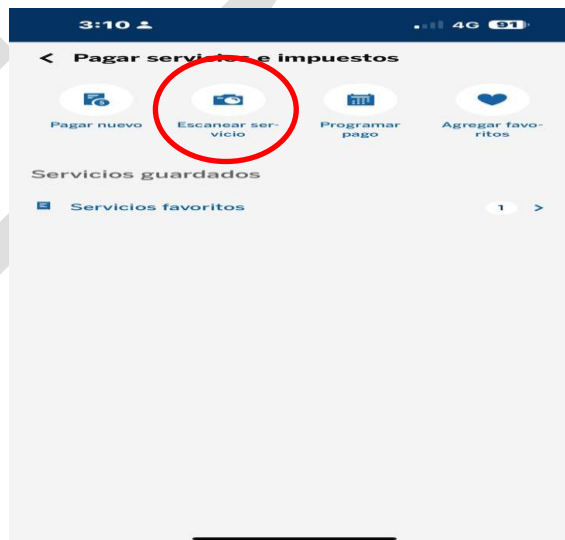 3:10
4G 91
< Pagar servicios e impuestos
Pagar nuevo
Escanear ser-
vicio
Programar
pago
Agregar favo-
ritos
Servicios guardados
Servicios favoritos 1 >